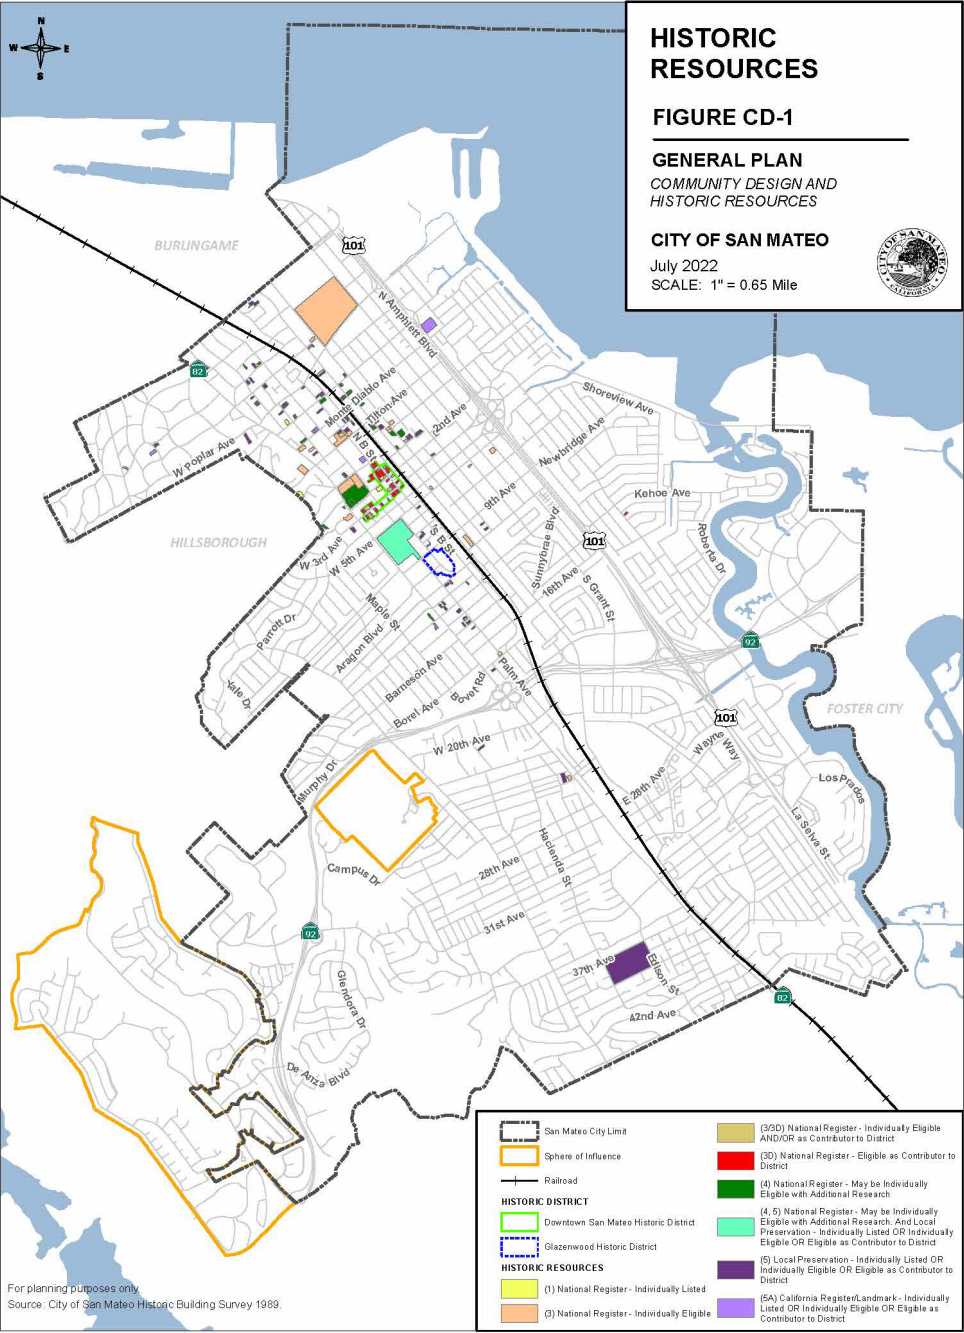 N
W E
S
HISTORIC
RESOURCES
FIGURE CD-1
GENERAL PLAN
COMMUNITY DESIGN AND
HISTORIC RESOURCES
CITY OF SAN MATEO
July 2022
SCALE: 1" = 0.65 Mile
CITY OF SAN MATEO
CALIFORNIA
BURLINGAME
101
N Amphlett Blvd
82
Monte Diablo Ave
Tilton Ave
2nd Ave
Shoreview Ave
Newbridge Ave
W Poplar Ave
N B St
Kehoe Ave
9th Ave
HILLSBOROUGH
W 3rd Ave
W 5th Ave
S B St
Sunnybrae Blvd
101
Roberta Dr
16th Ave
S Grant St
Maple St
Parrott Dr
Aragon Blvd
92
Barneson Ave
Yale Dr
Borel Ave
Bovet Rd
Palm Ave
FOSTER CITY
101
W 20th Ave
Wayne Way
Murphy Dr
E 28th Ave
Los Prados
La Selva St
Hacienda St
28th Ave
Campus Dr
31st Ave
92
37th Ave
Edison St
Glendora Dr
82
42nd Ave
De Anza Blvd
San Mateo City Limit
Sphere of Influence
Railroad
HISTORIC DISTRICT
Downtown San Mateo Historic District
Glazenwood Historic District
HISTORIC RESOURCES
(1) National Register - Individually Listed
(3) National Register - Individually Eligible
(3/3D) National Register - Individually Eligible
AND/OR as Contributor to District
(3D) National Register - Eligible as Contributor to
District
(4) National Register - May be Individually
Eligible with Additional Research
(4, 5) National Register - May be Individually
Eligible with Additional Research. And Local
Preservation - Individually Listed OR Individually
Eligible OR Eligible as Contributor to District
(5) Local Preservation - Individually Listed OR
Individually Eligible OR Eligible as Contributor to
District
(5A) California Register/Landmark - Individually
Listed OR Individually Eligible OR Eligible as
Contributor to District
For planning purposes only
Source: City of San Mateo Historic Building Survey 1989.